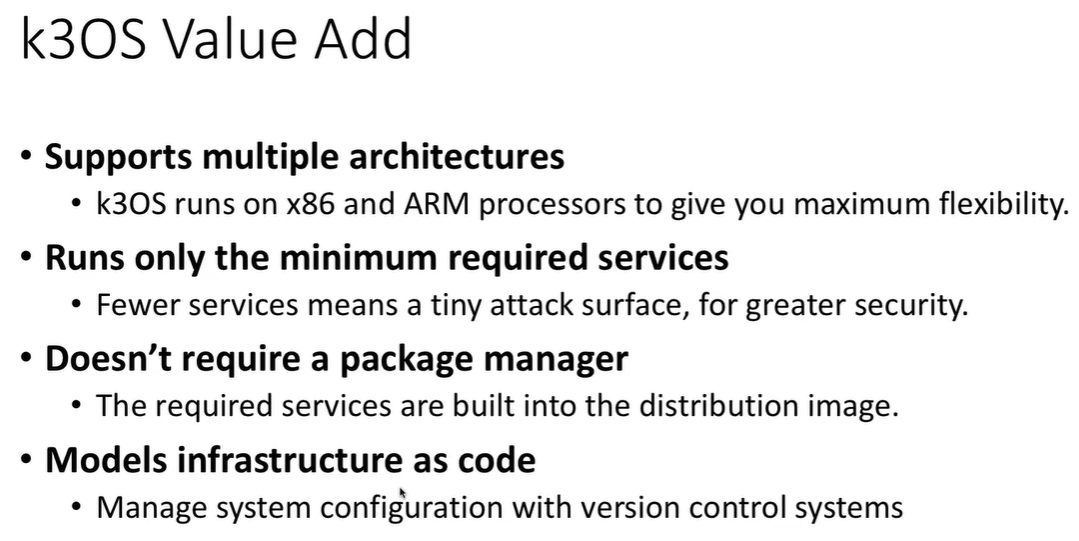 k3OS Value Add
• Supports multiple architectures
• k3OS runs on x86 and ARM processors to give you maximum flexibility.
• Runs only the minimum required services
• Fewer services means a tiny attack surface, for greater security.
• Doesn’t require a package manager
• The required services are built into the distribution image.
• Models infrastructure as code
• Manage system configuration with version control systems